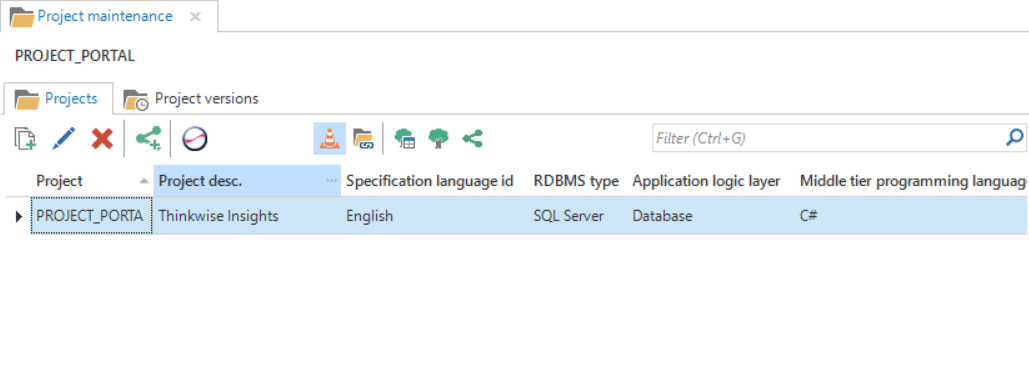 Project maintenance
PROJECT_PORTAL
Projects Project versions
Filter (Ctrl+G)
Project Project desc. ... Specification language id RDBMS type Application logic layer Middle tier programming languag
PROJECT_PORTA Thinkwise Insights English SQL Server Database C#